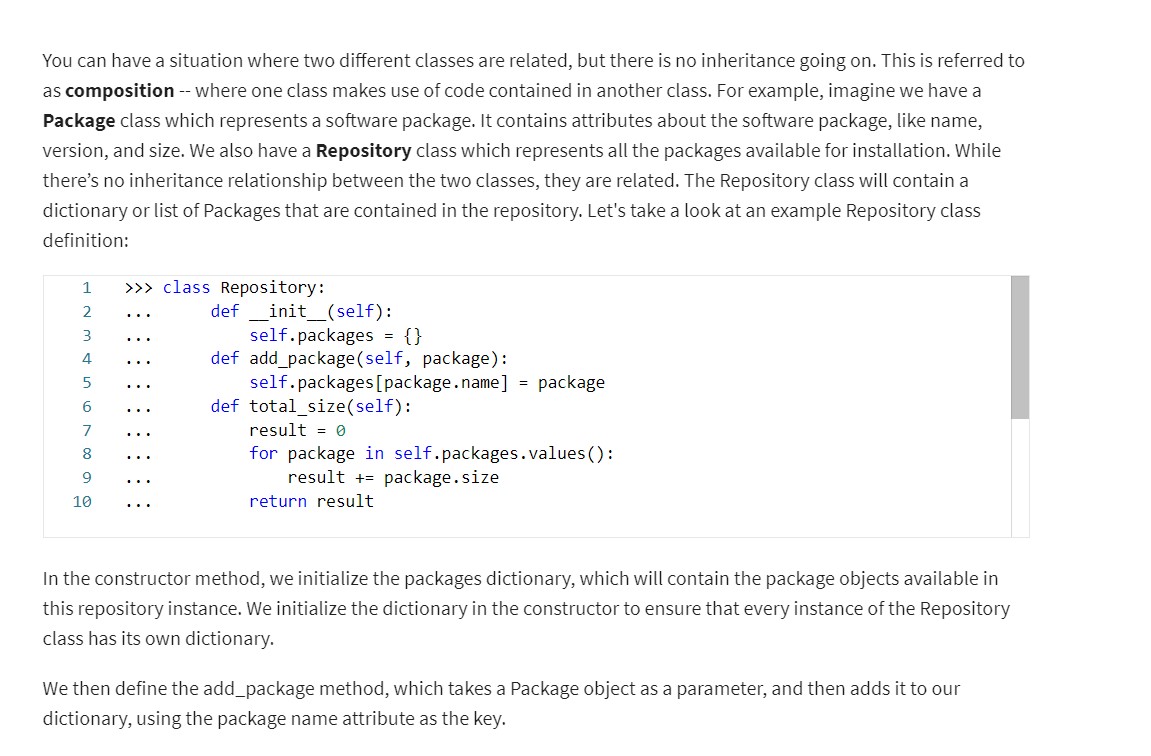 You can have a situation where two different classes are related, but there is no inheritance going on. This is referred to
as composition -- where one class makes use of code contained in another class. For example, imagine we have a
Package class which represents a software package. It contains attributes about the software package, like name,
version, and size. We also have a Repository class which represents all the packages available for installation. While
there’s no inheritance relationship between the two classes, they are related. The Repository class will contain a
dictionary or list of Packages that are contained in the repository. Let's take a look at an example Repository class
definition:
1 >>> class Repository:
2 ...      def __init__(self):
3 ...          self.packages = {}
4 ...      def add_package(self, package):
5 ...          self.packages[package.name] = package
6 ...      def total_size(self):
7 ...          result = 0
8 ...          for package in self.packages.values():
9 ...              result += package.size
10 ...          return result
In the constructor method, we initialize the packages dictionary, which will contain the package objects available in
this repository instance. We initialize the dictionary in the constructor to ensure that every instance of the Repository
class has its own dictionary.
We then define the add_package method, which takes a Package object as a parameter, and then adds it to our
dictionary, using the package name attribute as the key.